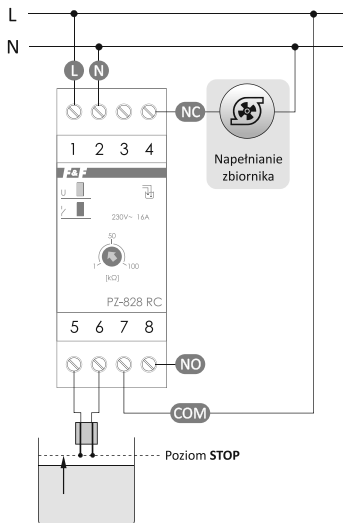 L
N
L N
NC
1 2 3 4
F&F
U
230V~ 16A
Napełnianie
zbiornika
50
1 100
[kΩ]
PZ-828 RC
5 6 7 8
NO
COM
Poziom STOP